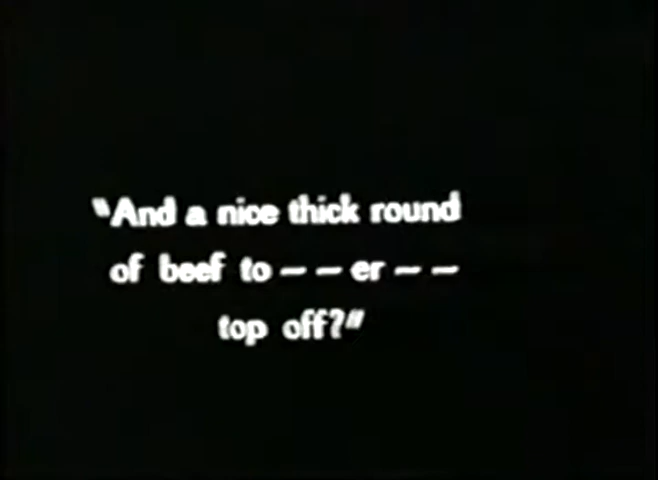 "And a nice thick round
of beef to – – er – –
top off?"